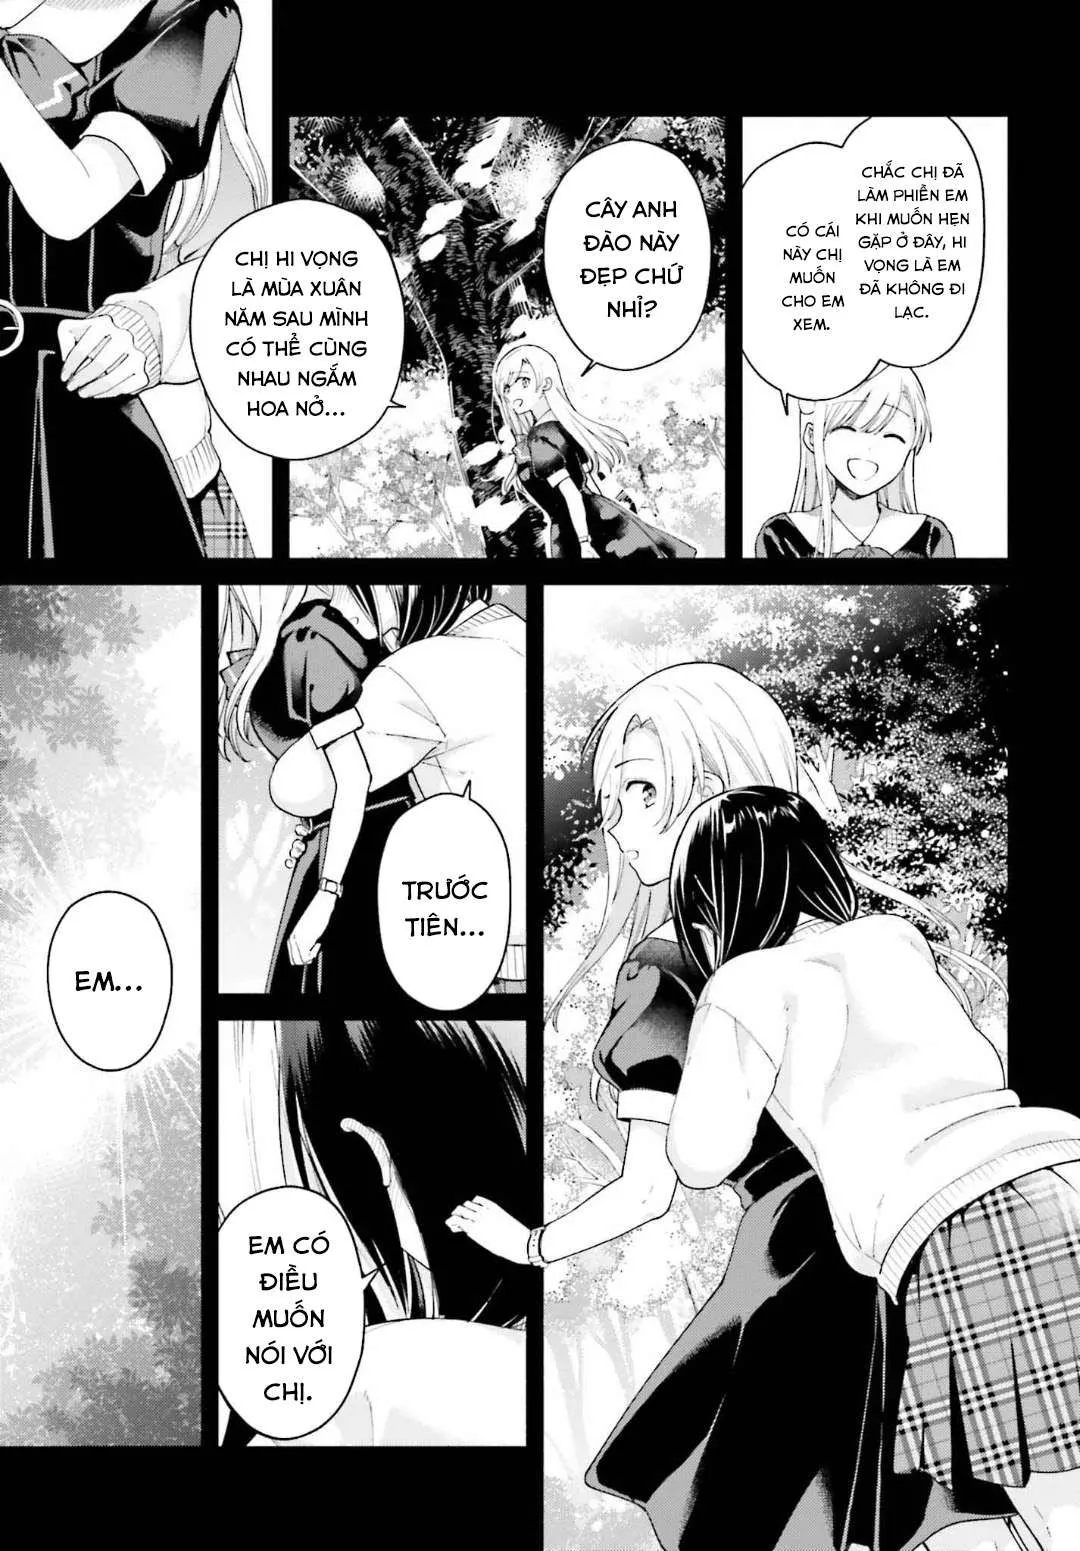 CHẮC CHỊ ĐÃ
LÀM PHIỀN EM
KHI MUỐN HẸN
GẶP Ở ĐÂY, HI
VỌNG LÀ EM
ĐÃ KHÔNG ĐI
LẠC.
CÓ CÁI
NÀY CHỊ
MUỐN
CHO EM
XEM.
CÂY ANH
ĐÀO NÀY
ĐẸP CHỨ
NHỈ?
CHỊ HI VỌNG
LÀ MÙA XUÂN
NĂM SAU MÌNH
CÓ THỂ CÙNG
NHAU NGẮM
HOA NỞ...
TRƯỚC
TIÊN...
EM CÓ
ĐIỀU
MUỐN
NÓI VỚI
CHỊ.
EM...